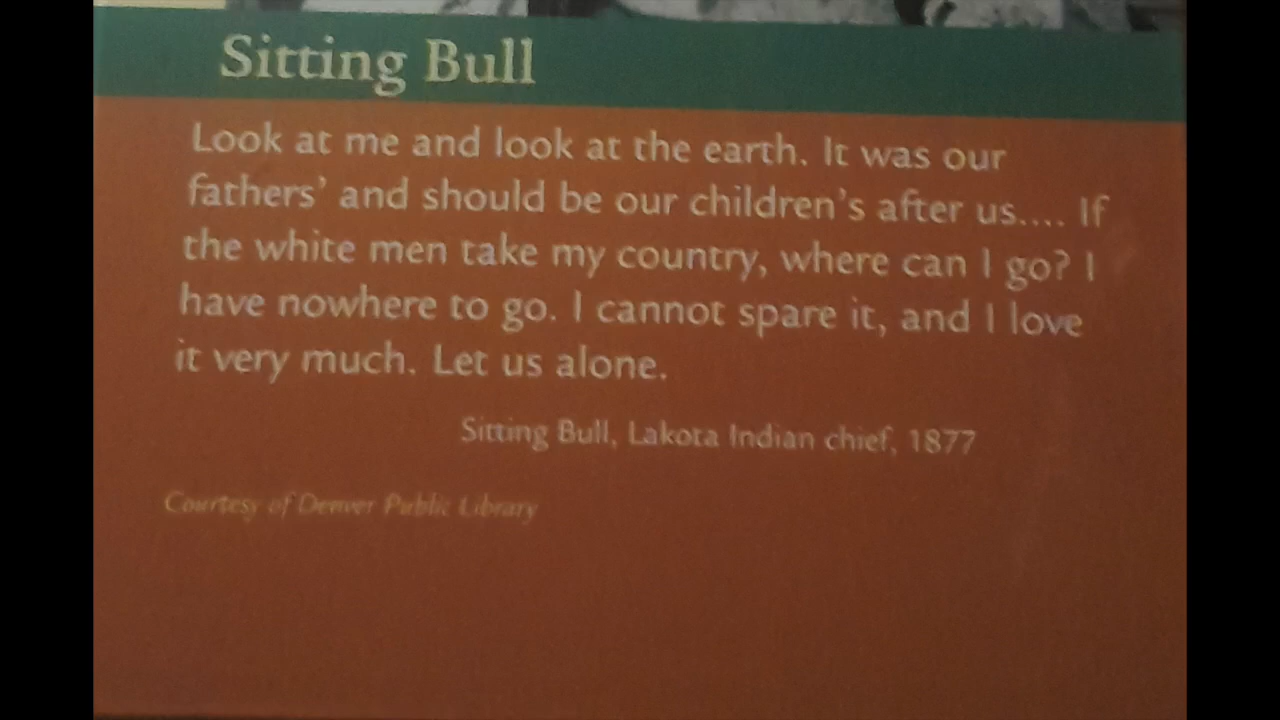 Sitting Bull
Look at me and look at the earth. It was our
fathers’ and should be our children’s after us.... If
the white men take my country, where can I go? I
have nowhere to go. I cannot spare it, and I love
it very much. Let us alone.
Sitting Bull, Lakota Indian chief, 1877
Courtesy of Denver Public Library